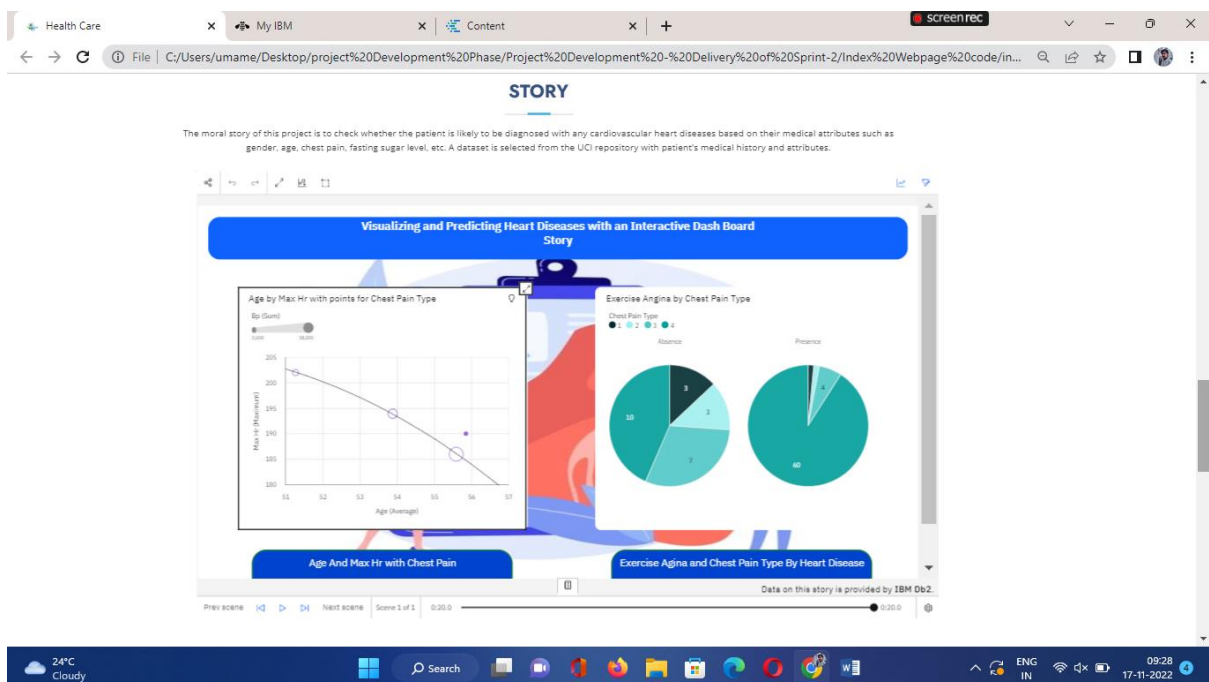 Health Care
My IBM
Content
screenrec
File | C:/Users/umame/Desktop/project%20Development%20Phase/Project%20Development%20-%20Delivery%20of%20Sprint-2/Index%20Webpage%20code/in...
STORY
The moral story of this project is to check whether the patient is likely to be diagnosed with any cardiovascular heart diseases based on their medical attributes such as
gender, age, chest pain, fasting sugar level, etc. A dataset is selected from the UCI repository with patient's medical history and attributes.
Visualizing and Predicting Heart Diseases with an Interactive Dash Board
Story
Age by Max Hr with points for Chest Pain Type
Bp (Sum)
205
200
195
190
185
180
Max Hr (Maximum)
51 52 53 54 55 56 57
Age (Average)
Exercise Angina by Chest Pain Type
Chest Pain Type
1 2 3 4
Absence
Presence
3
10
7
4
60
Age And Max Hr with Chest Pain
Exercise Agina and Chest Pain Type By Heart Disease
Data on this story is provided by IBM Db2.
Prev scene
Next scene
Scene 1 of 1
0:20.0
0:20.0
24°C
Cloudy
Search
ENG
IN
09:28
17-11-2022
4